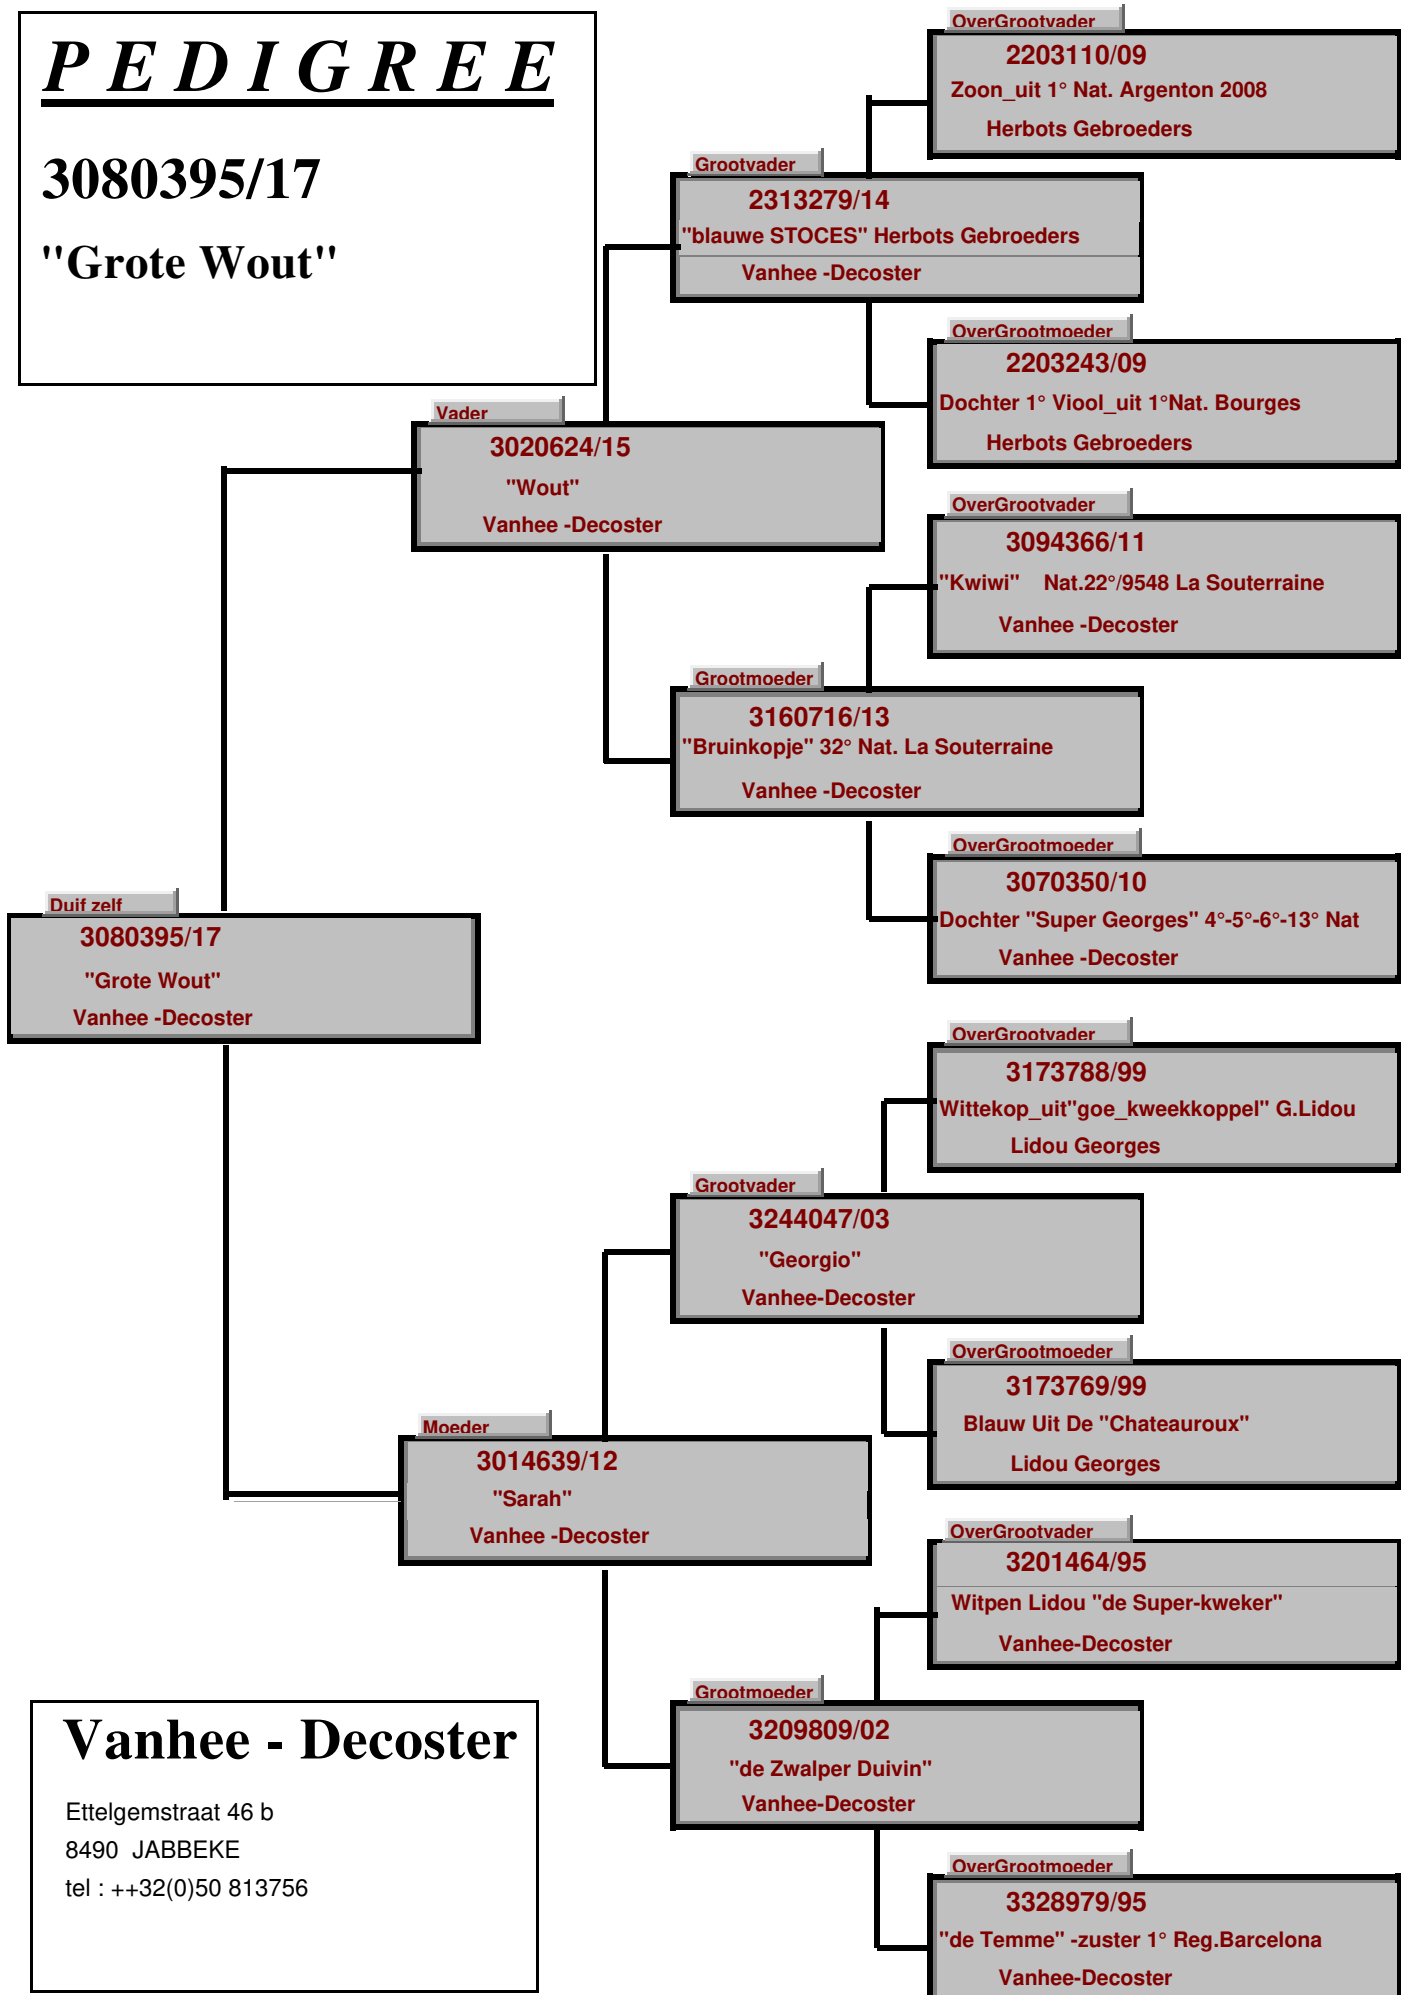 P E D I G R E E
3080395/17
"Grote Wout"
OverGrootvader
2203110/09
Zoon_uit 1° Nat. Argenton 2008
Herbots Gebroeders
Grootvader
2313279/14
"blauwe STOCES" Herbots Gebroeders
Vanhee -Decoster
OverGrootmoeder
2203243/09
Dochter 1° Viool_uit 1°Nat. Bourges
Herbots Gebroeders
Vader
3020624/15
"Wout"
Vanhee -Decoster
OverGrootvader
3094366/11
"Kwiwi" Nat.22°/9548 La Souterraine
Vanhee -Decoster
Grootmoeder
3160716/13
"Bruinkopje" 32° Nat. La Souterraine
Vanhee -Decoster
OverGrootmoeder
3070350/10
Dochter "Super Georges" 4°-5°-6°-13° Nat
Vanhee -Decoster
Duif zelf
3080395/17
"Grote Wout"
Vanhee -Decoster
OverGrootvader
3173788/99
Wittekop_uit"goe_kweekkoppel" G.Lidou
Lidou Georges
Grootvader
3244047/03
"Georgio"
Vanhee-Decoster
OverGrootmoeder
3173769/99
Blauw Uit De "Chateauroux"
Lidou Georges
Moeder
3014639/12
"Sarah"
Vanhee -Decoster
OverGrootvader
3201464/95
Witpen Lidou "de Super-kweker"
Vanhee-Decoster
Grootmoeder
3209809/02
"de Zwalper Duivin"
Vanhee-Decoster
OverGrootmoeder
3328979/95
"de Temme" -zuster 1° Reg.Barcelona
Vanhee-Decoster
Vanhee - Decoster
Ettelgemstraat 46 b
8490 JABBEKE
tel : ++32(0)50 813756